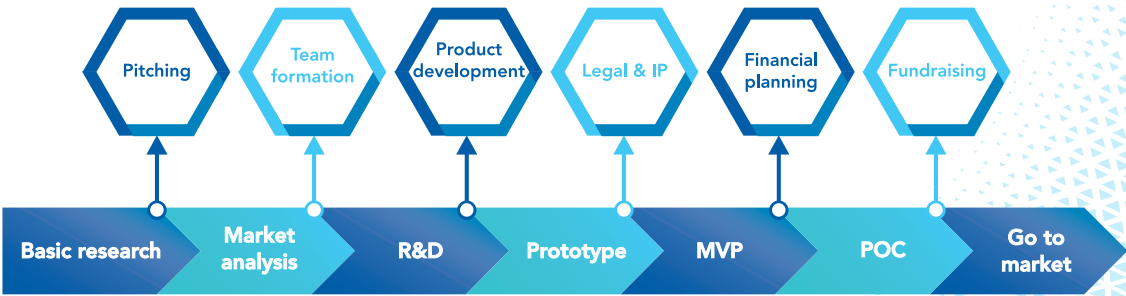 Pitching
Team
formation
Product
development
Legal & IP
Financial
planning
Fundraising
Basic research
Market
analysis
R&D
Prototype
MVP
POC
Go to
market